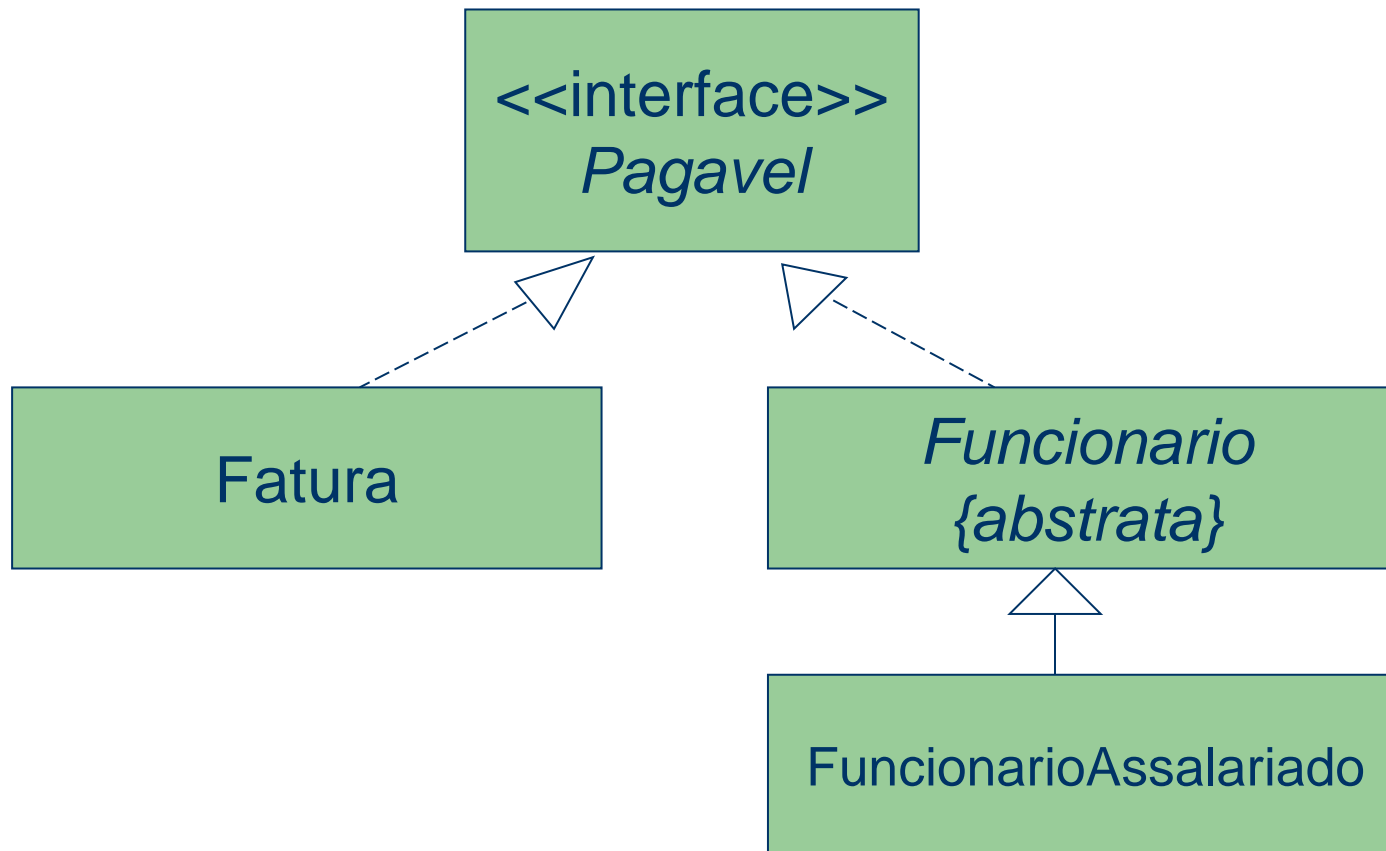 <<interface>>
Pagavel
Fatura
Funcionario
{abstrata}
FuncionarioAssalariado